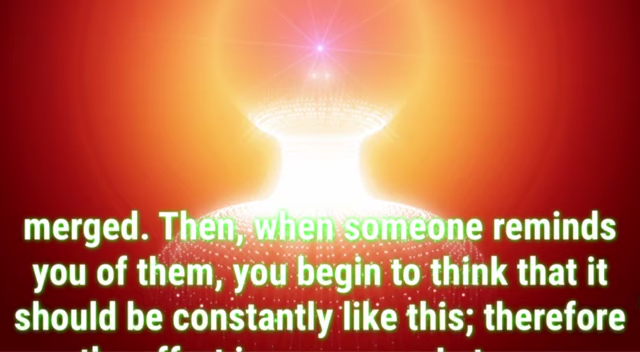 merged. Then, when someone reminds
you of them, you begin to think that it
should be constantly like this; therefore